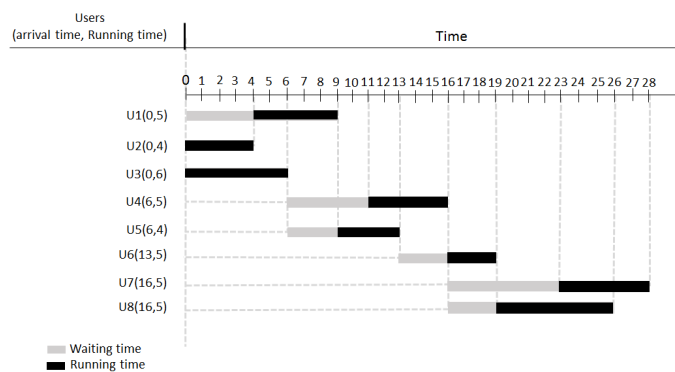 Users
(arrival time, Running time)
Time
0 1 2 3 4 5 6 7 8 9 10 11 12 13 14 15 16 17 18 19 20 21 22 23 24 25 26 27 28
U1(0,5)
U2(0,4)
U3(0,6)
U4(6,5)
U5(6,4)
U6(13,5)
U7(16,5)
U8(16,5)
Waiting time
Running time